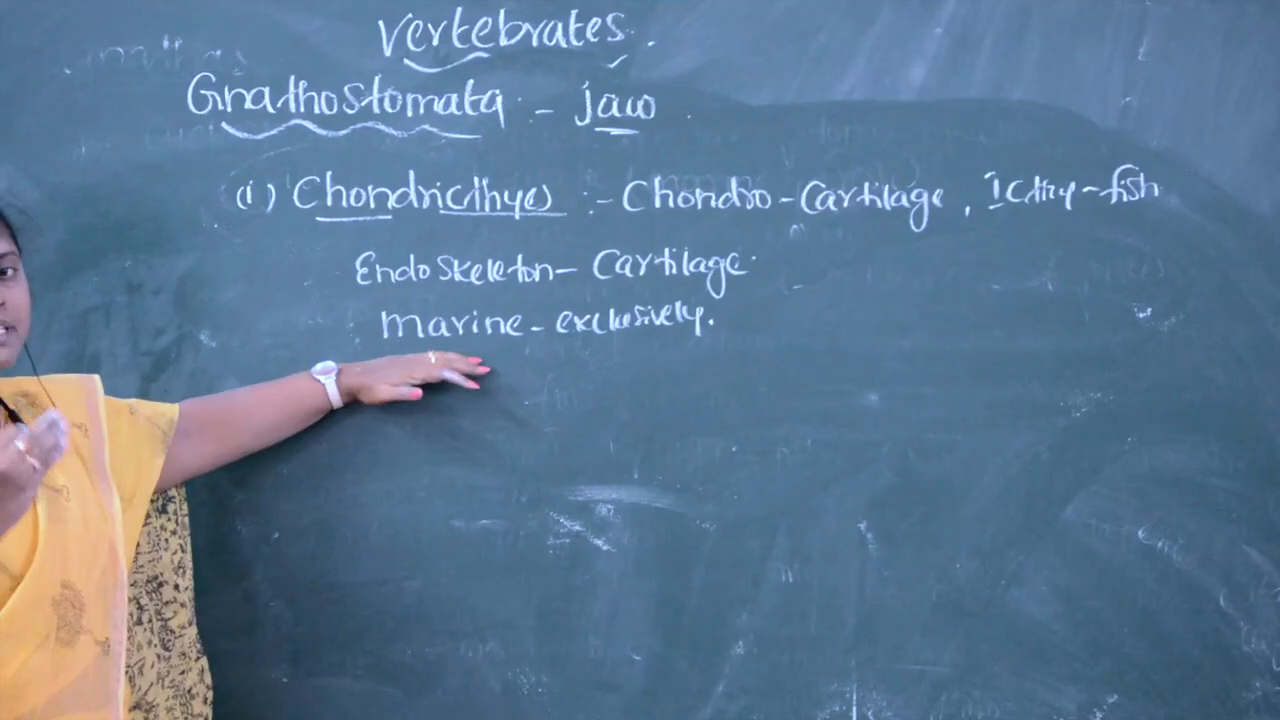 Vertebrates.
Gnathostomata :- jaw.
(i) Chondricthyes :- Chondro - Cartilage, Icthy - fish
Endoskeleton - Cartilage.
Marine - exclusively.